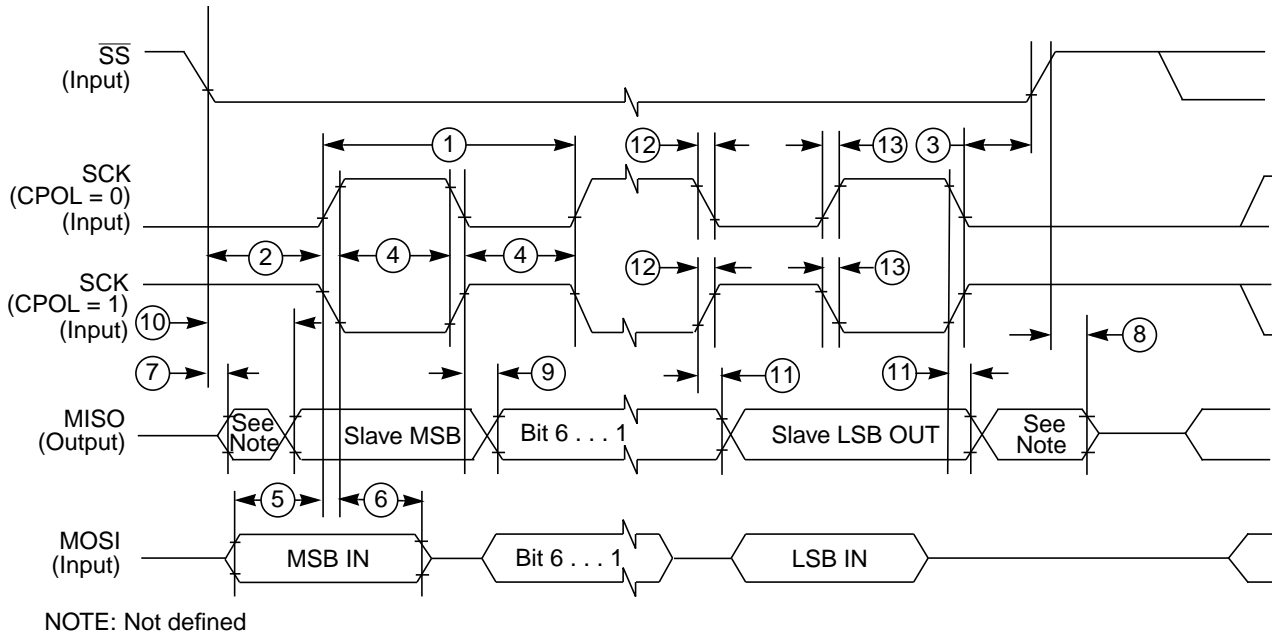 SS
(Input)
1
12
13
3
SCK
(CPOL = 0)
(Input)
2
4
4
12
13
SCK
(CPOL = 1)
(Input)
10
8
7
9
11
11
MISO
(Output)
See
Note
Slave MSB
Bit 6 . . . 1
Slave LSB OUT
See
Note
5
6
MOSI
(Input)
MSB IN
Bit 6 . . . 1
LSB IN
NOTE: Not defined